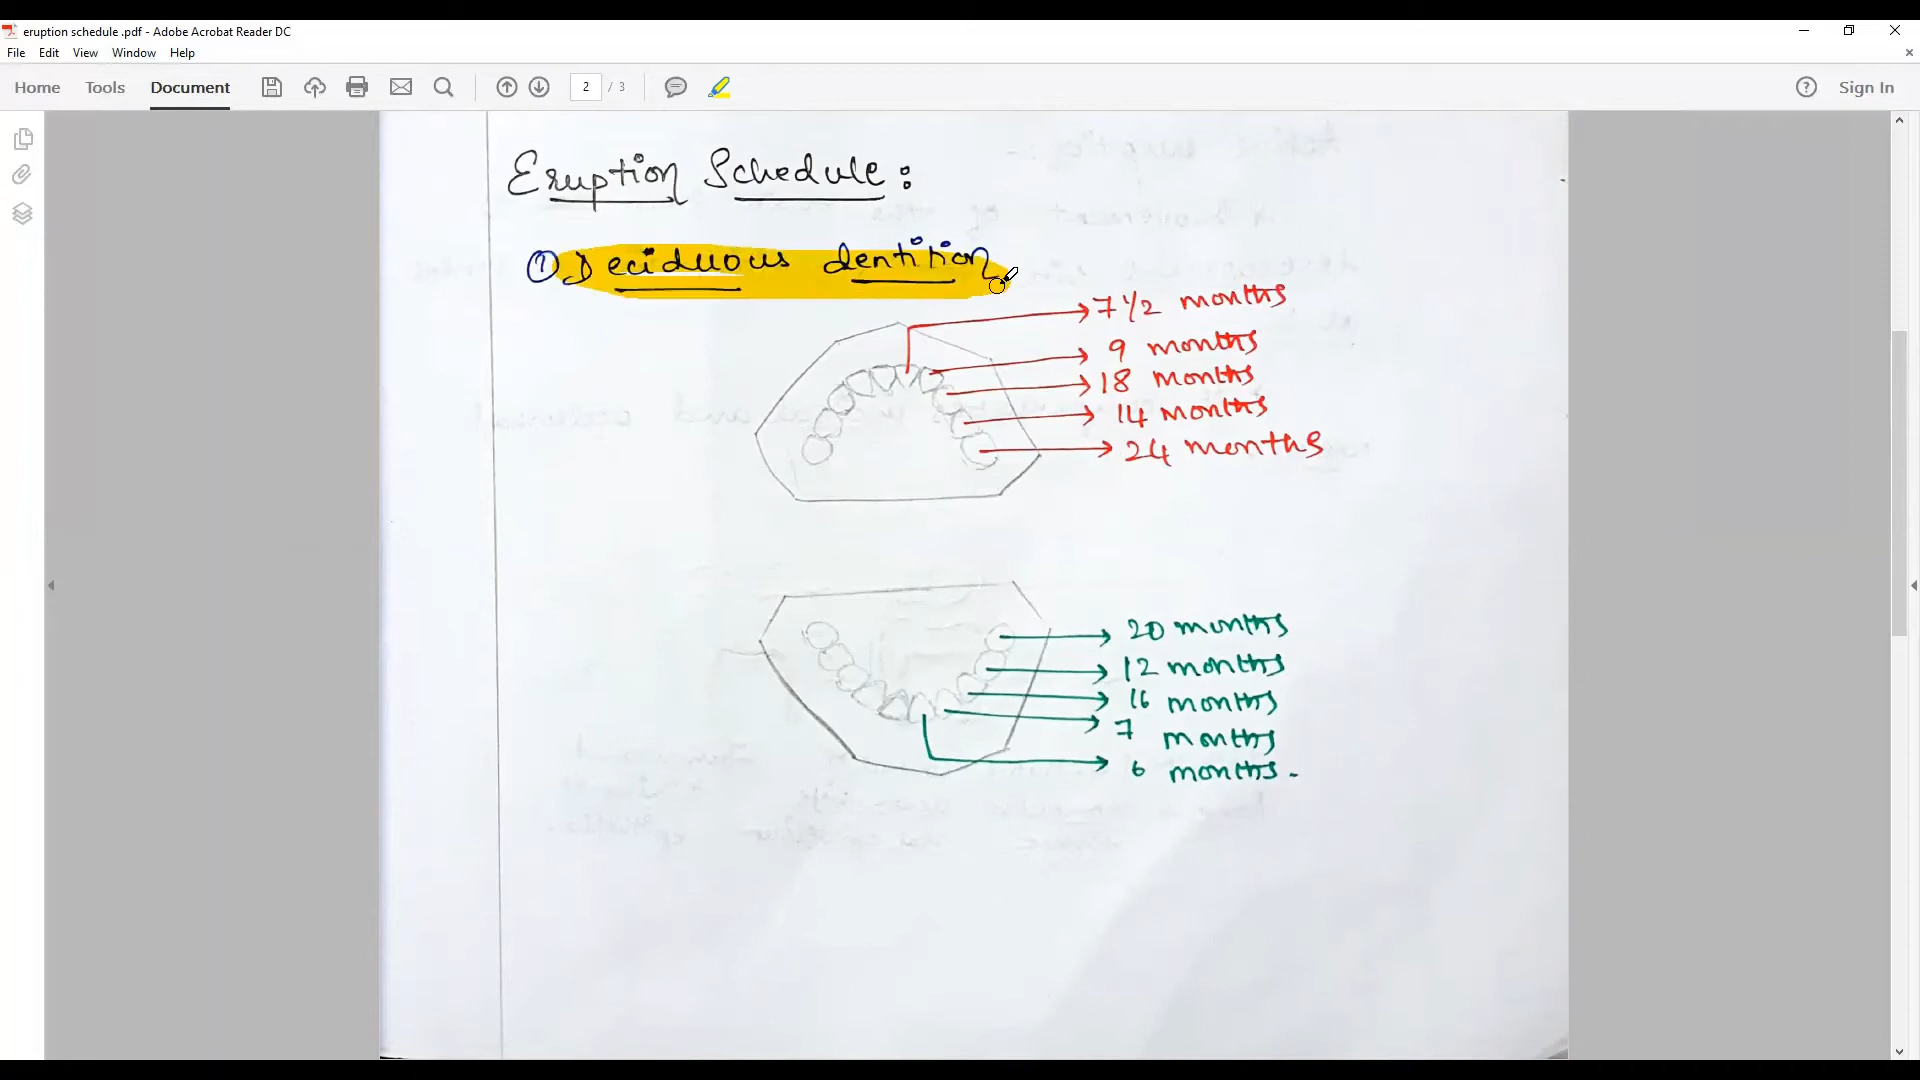 eruption schedule .pdf - Adobe Acrobat Reader DC
File Edit View Window Help
Home Tools Document 2 / 3 Sign In
Eruption Schedule :
① Deciduous dentition
7 1/2 months
9 months
18 months
14 months
24 months
20 months
12 months
16 months
7 months
6 months.